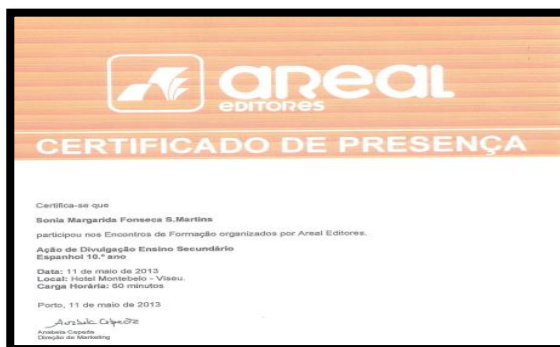 aReaL
EDITORES
CERTIFICADO DE PRESENÇA
Certifica-se que
Sonia Margarida Fonseca S.Martins
participou nos Encontros de Formação organizados por Areal Editores.
Ação de Divulgação Ensino Secundário
Espanhol 10.º ano
Data: 11 de maio de 2013
Local: Hotel Montebelo - Viseu.
Carga Horária: 60 minutos
Porto, 11 de maio de 2013
Anabela Cepeda
Anabela Cepeda
Direção de Marketing